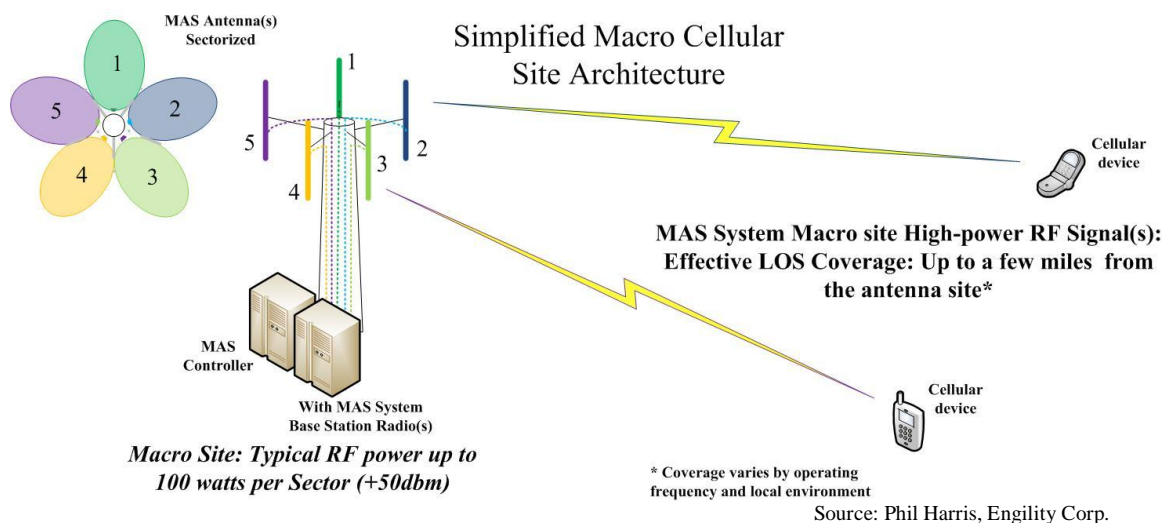 MAS Antenna(s)
Sectorized
Simplified Macro Cellular
Site Architecture
1
2
3
4
5
1
2
3
4
5
Cellular
device
MAS System Macro site High-power RF Signal(s):
Effective LOS Coverage: Up to a few miles from
the antenna site*
MAS
Controller
With MAS System
Base Station Radio(s)
Macro Site: Typical RF power up to
100 watts per Sector (+50dbm)
Cellular
device
* Coverage varies by operating
frequency and local environment
Source: Phil Harris, Engility Corp.